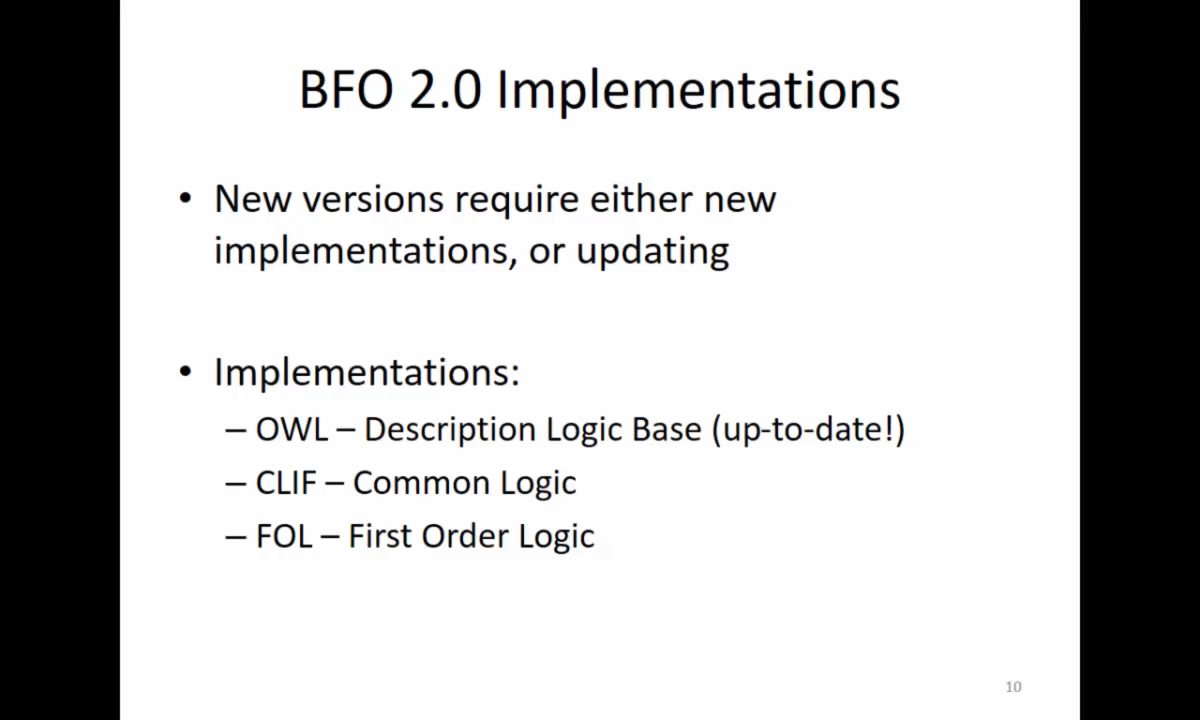 BFO 2.0 Implementations
• New versions require either new
implementations, or updating
• Implementations:
– OWL – Description Logic Base (up-to-date!)
– CLIF – Common Logic
– FOL – First Order Logic
10